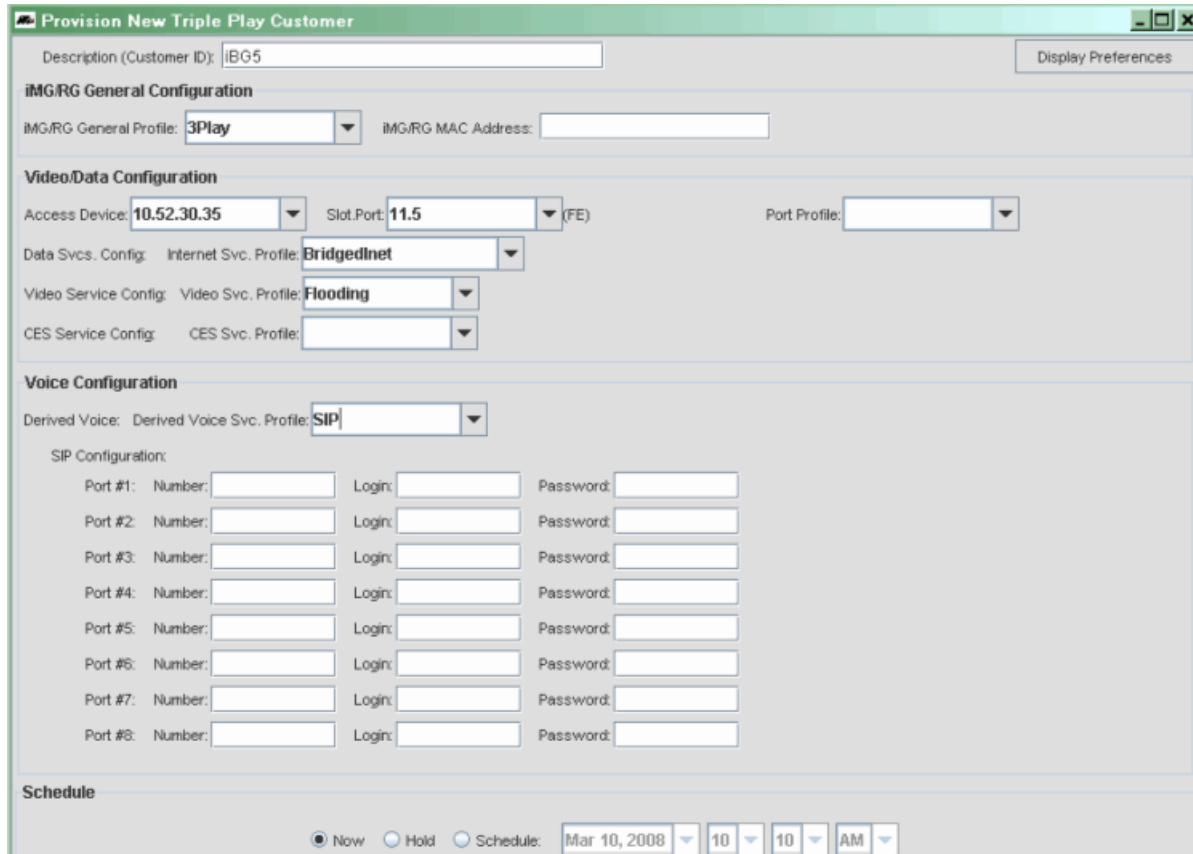 Provision New Triple Play Customer
Description (Customer ID): iBG5 Display Preferences
iMG/RG General Configuration
iMG/RG General Profile: 3Play iMG/RG MAC Address:
Video/Data Configuration
Access Device: 10.52.30.35 Slot.Port: 11.5 (FE) Port Profile:
Data Svcs. Config: Internet Svc. Profile: BridgedInet
Video Service Config: Video Svc. Profile: Flooding
CES Service Config: CES Svc. Profile:
Voice Configuration
Derived Voice: Derived Voice Svc. Profile: SIP
SIP Configuration:
Port #1: Number: Login: Password:
Port #2: Number: Login: Password:
Port #3: Number: Login: Password:
Port #4: Number: Login: Password:
Port #5: Number: Login: Password:
Port #6: Number: Login: Password:
Port #7: Number: Login: Password:
Port #8: Number: Login: Password:
Schedule
Now Hold Schedule: Mar 10, 2008 10 10 AM